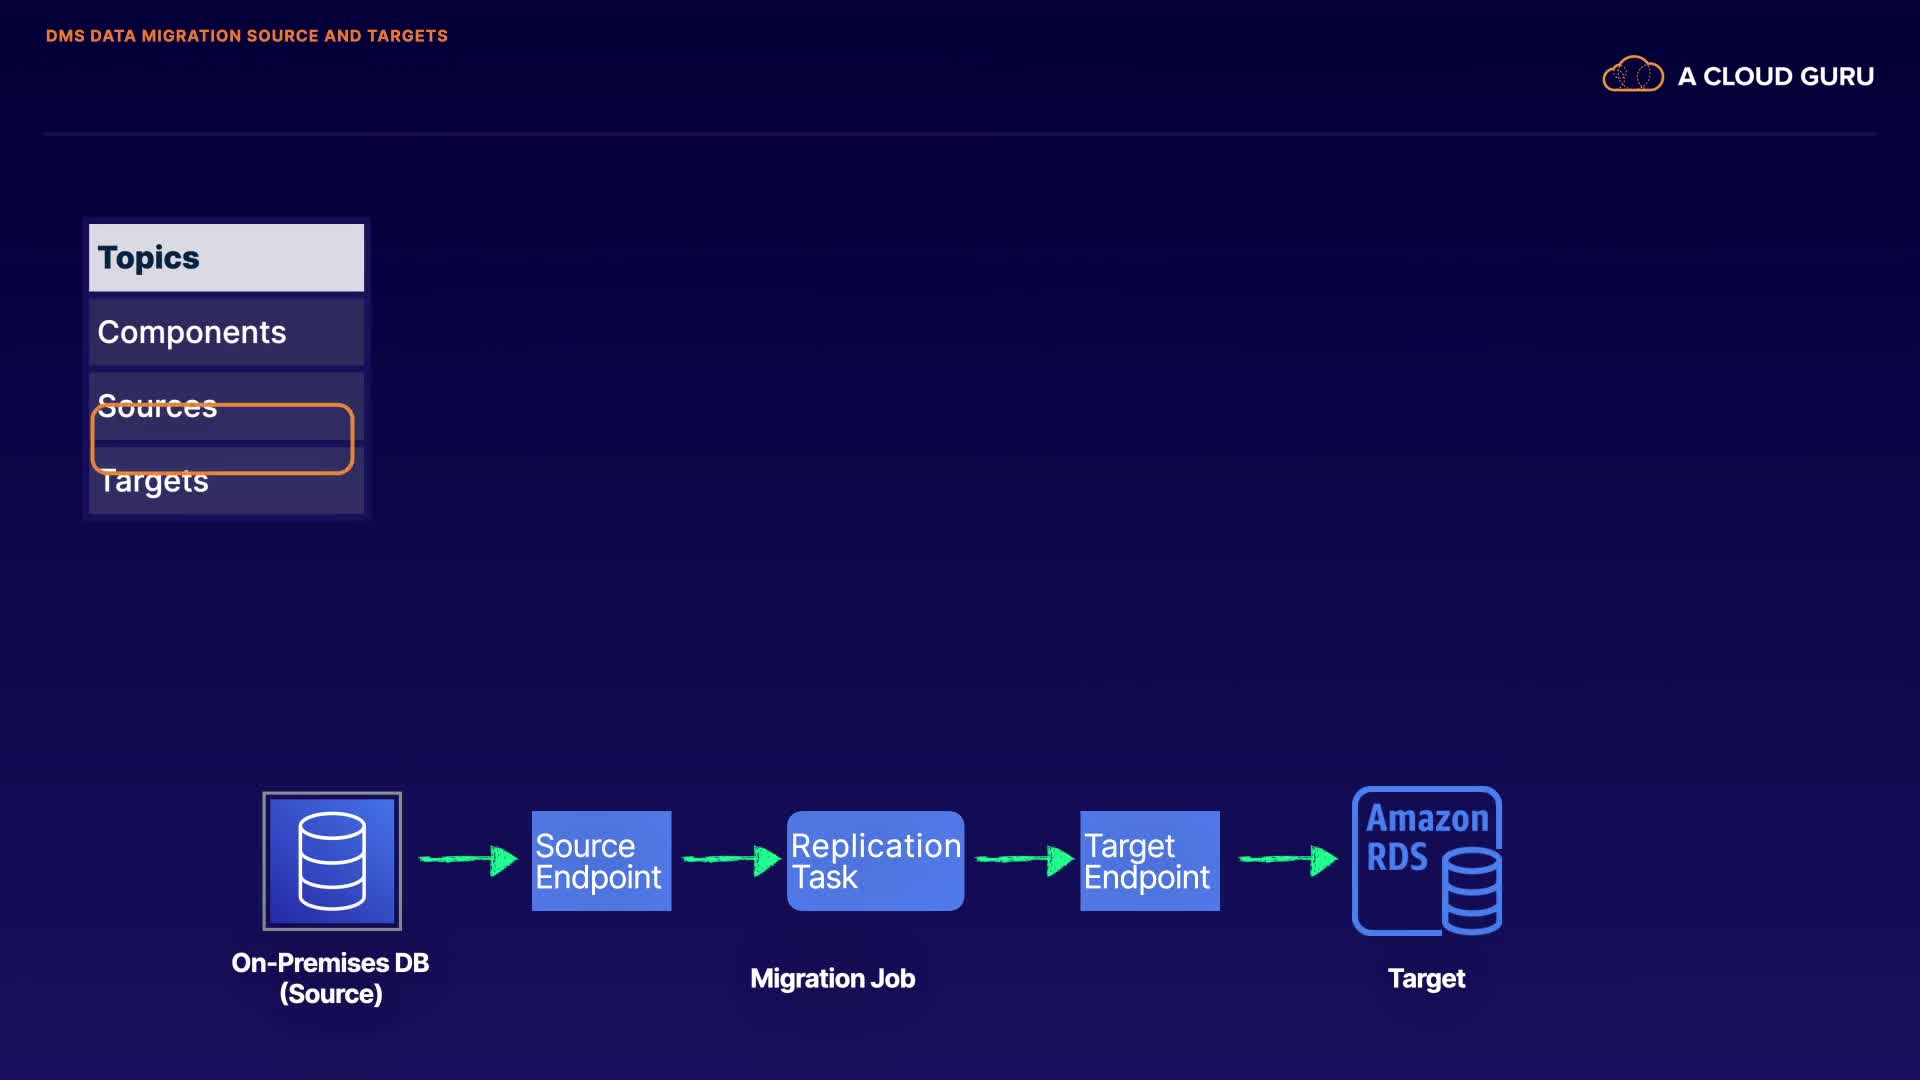 DMS DATA MIGRATION SOURCE AND TARGETS
A CLOUD GURU
Topics
Components
Sources
Targets
Source
Endpoint
Replication
Task
Target
Endpoint
Amazon
RDS
On-Premises DB
(Source)
Migration Job
Target